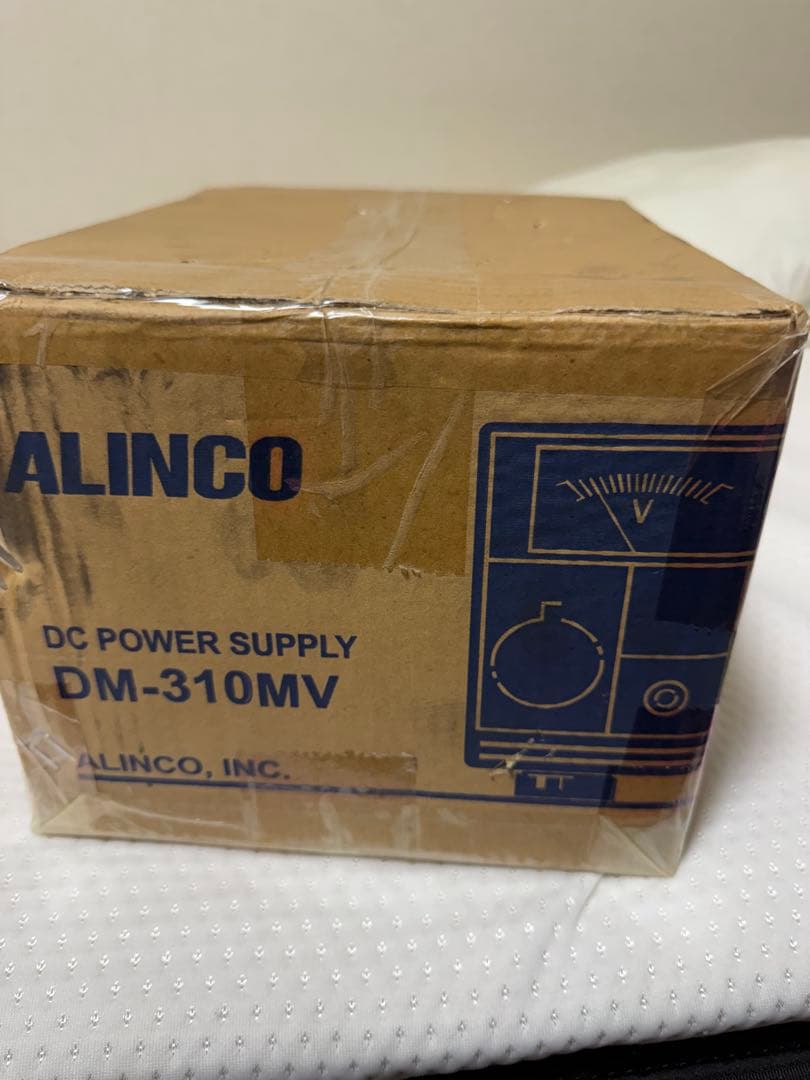 ALINCO
V
DC POWER SUPPLY
DM-310MV
ALINCO, INC.